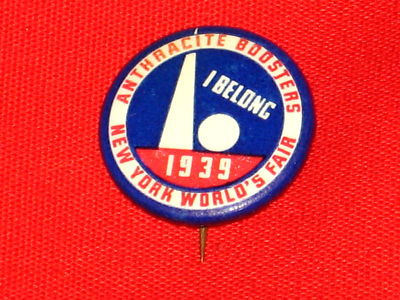 ANTHRACITE BOOSTERS
I BELONG
1939
NEW YORK WORLD'S FAIR